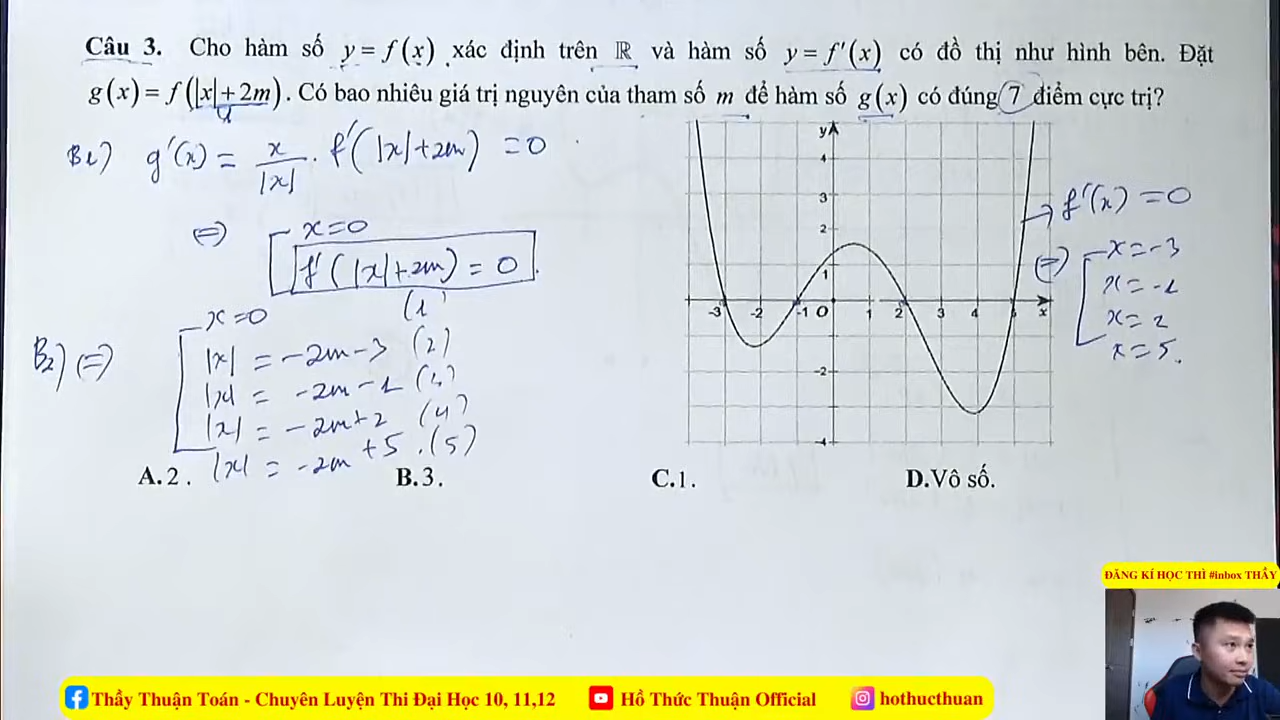 Câu 3. Cho hàm số y = f(x) xác định trên ℝ và hàm số y = f'(x) có đồ thị như hình bên. Đặt
g(x) = f(|x| + 2m). Có bao nhiêu giá trị nguyên của tham số m để hàm số g(x) có đúng 7 điểm cực trị?
u
B1) g'(x) = x/|x| . f'(|x| + 2m) = 0
⇔ [ x = 0
f'(|x| + 2m) = 0
(1)
B2) ⇔ [ x = 0
|x| = -2m - 3 (2)
|x| = -2m - 1 (3)
|x| = -2m + 2 (4)
|x| = -2m + 5 . (5)
y
4
3
2
1
-3 -2 -1 O 1 2 3 4 x
-2
-4
→ f'(x) = 0
⇔ [ x = -3
x = -1
x = 2
x = 5.
A. 2. B. 3. C. 1. D. Vô số.
ĐĂNG KÍ HỌC THÌ #inbox THẦY
Thầy Thuận Toán - Chuyên Luyện Thi Đại Học 10, 11,12 Hồ Thức Thuận Official hothucthuan